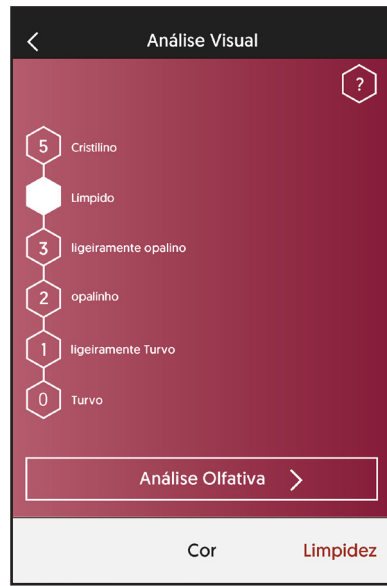 Análise Visual
?
5 Cristilino
Limpido
3 ligeiramente opalino
2 opalinho
1 ligeiramente Turvo
0 Turvo
Análise Olfativa
Cor Limpidez